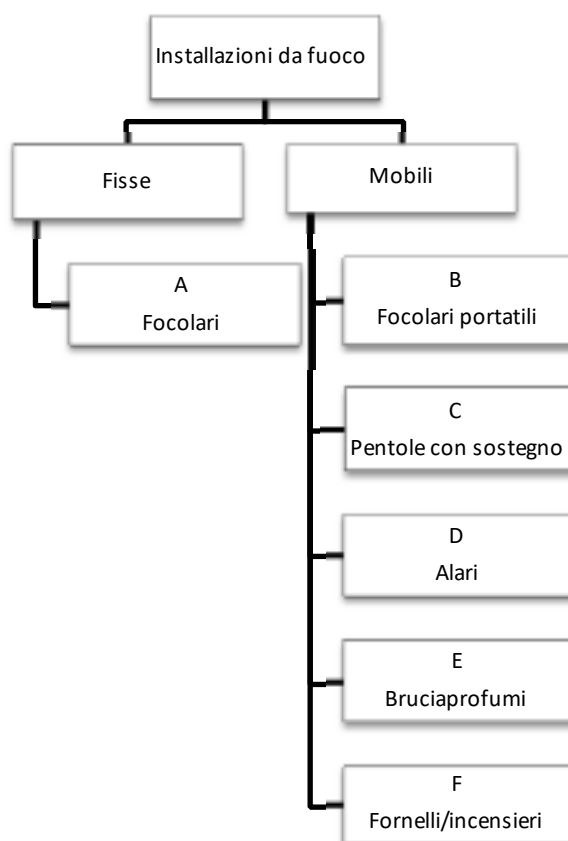 Installazioni da fuoco
Fisse
Mobili
A
Focolari
B
Focolari portatili
C
Pentole con sostegno
D
Alari
E
Bruciaprofumi
F
Fornelli/incensieri